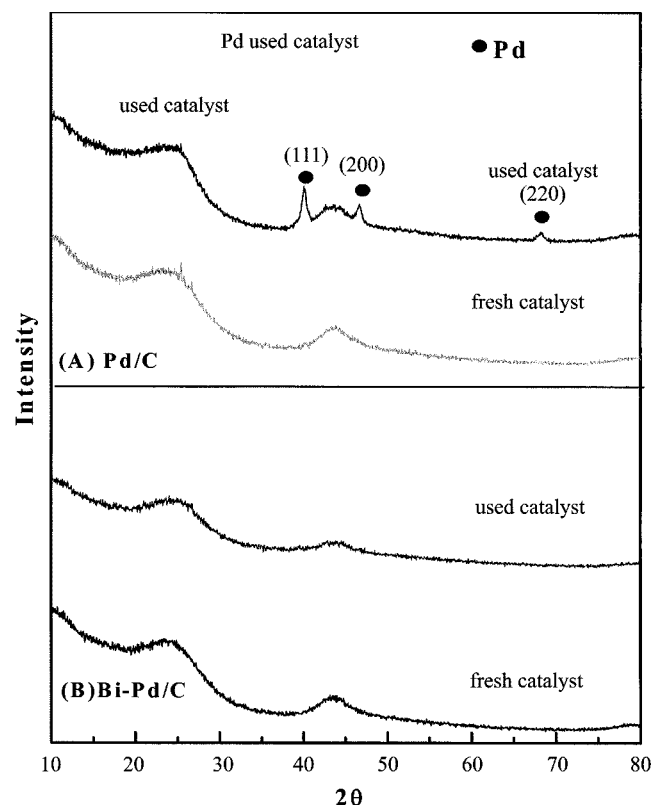 Pd used catalyst
Pd
used catalyst
(111)
(200)
used catalyst
(220)
fresh catalyst
(A) Pd/C
Intensity
used catalyst
(B)Bi-Pd/C
fresh catalyst
10 20 30 40 50 60 70 80
2θ